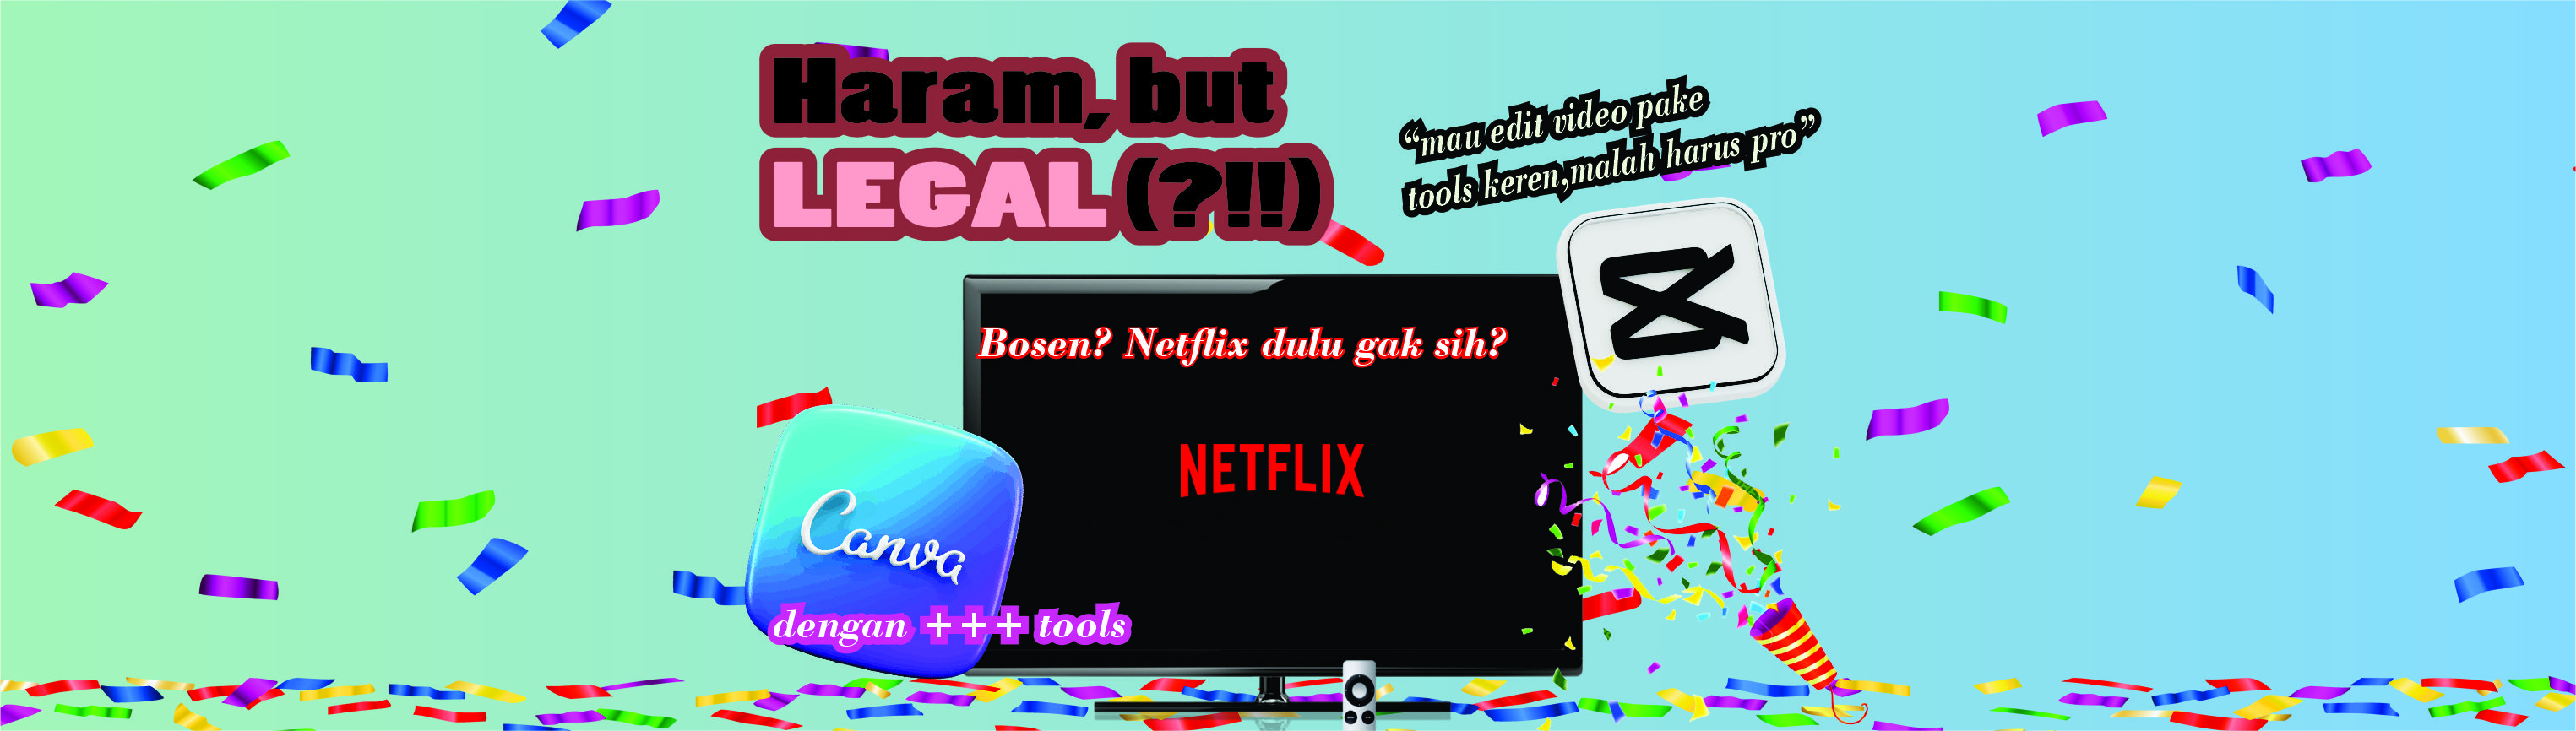 Haram, but
LEGAL (?!!)
“mau edit video pake
tools keren,malah harus pro”
Bosen? Netflix dulu gak sih?
NETFLIX
Canva
dengan +++ tools